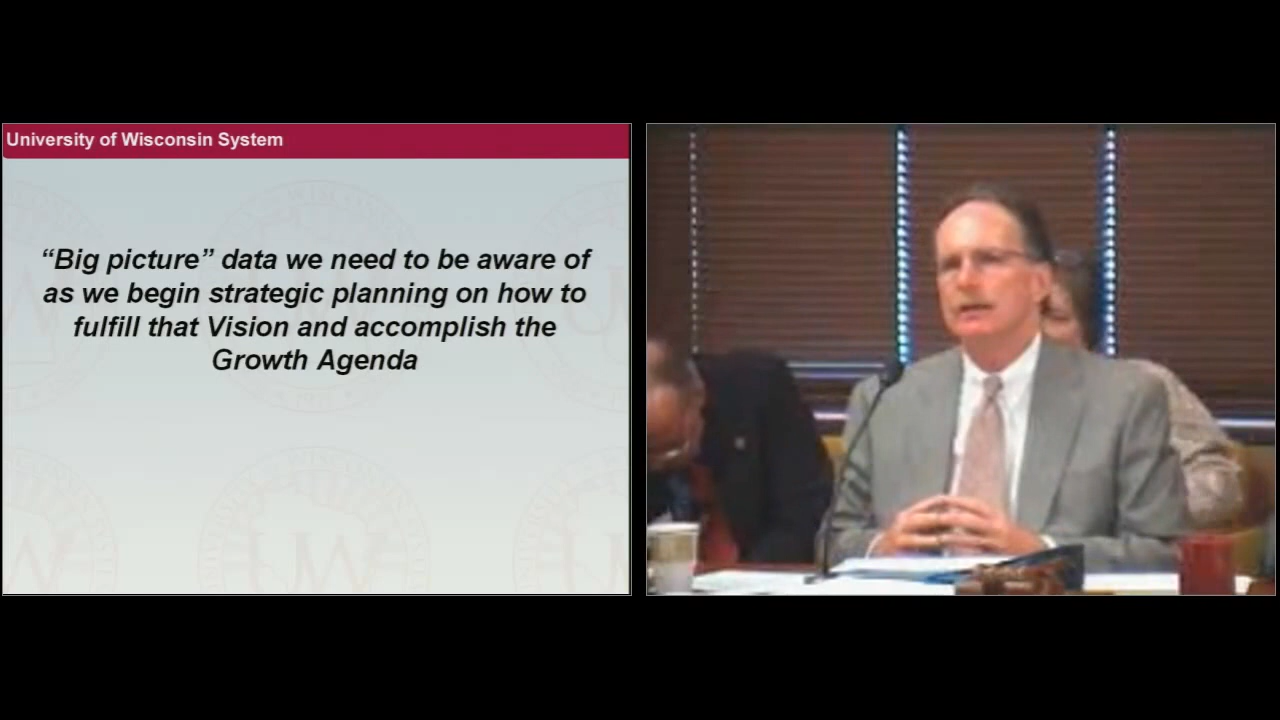 University of Wisconsin System
“Big picture” data we need to be aware of
as we begin strategic planning on how to
fulfill that Vision and accomplish the
Growth Agenda